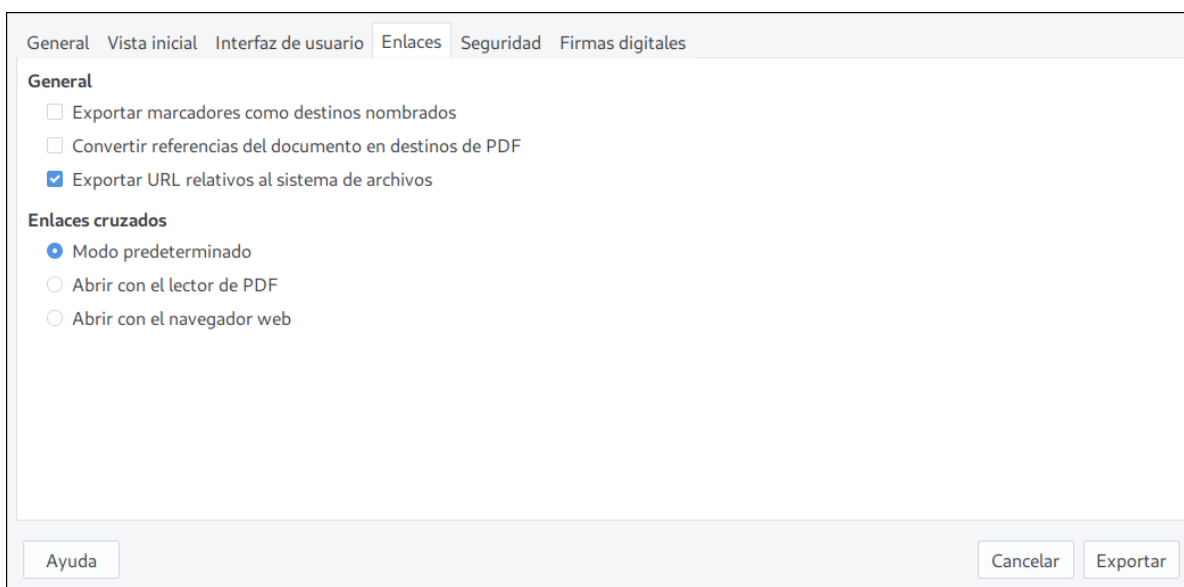 General Vista inicial Interfaz de usuario Enlaces Seguridad Firmas digitales
General
Exportar marcadores como destinos nombrados
Convertir referencias del documento en destinos de PDF
Exportar URL relativos al sistema de archivos
Enlaces cruzados
Modo predeterminado
Abrir con el lector de PDF
Abrir con el navegador web
Ayuda Cancelar Exportar